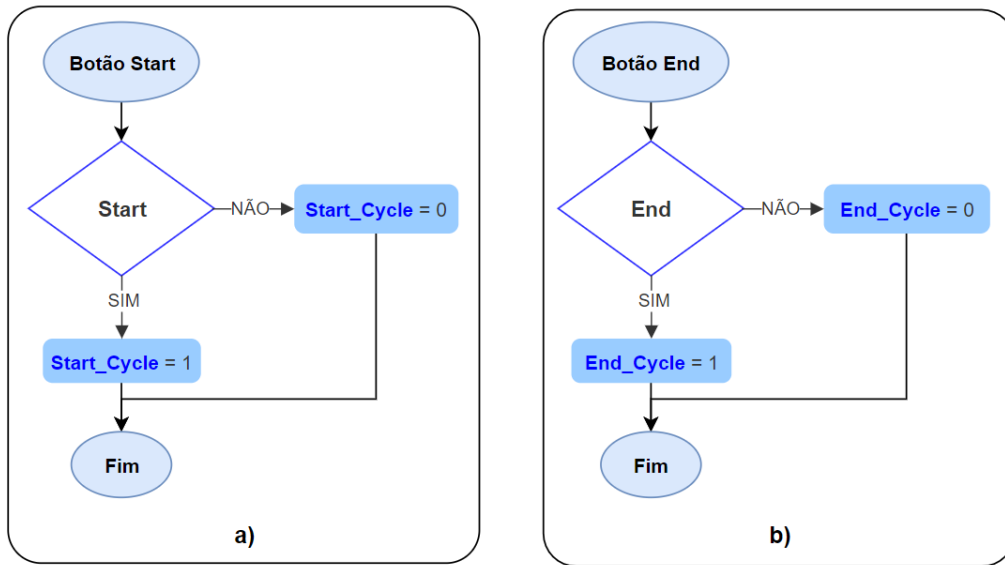 Botão Start
Start
NÃO
Start_Cycle = 0
SIM
Start_Cycle = 1
Fim
a)
Botão End
End
NÃO
End_Cycle = 0
SIM
End_Cycle = 1
Fim
b)